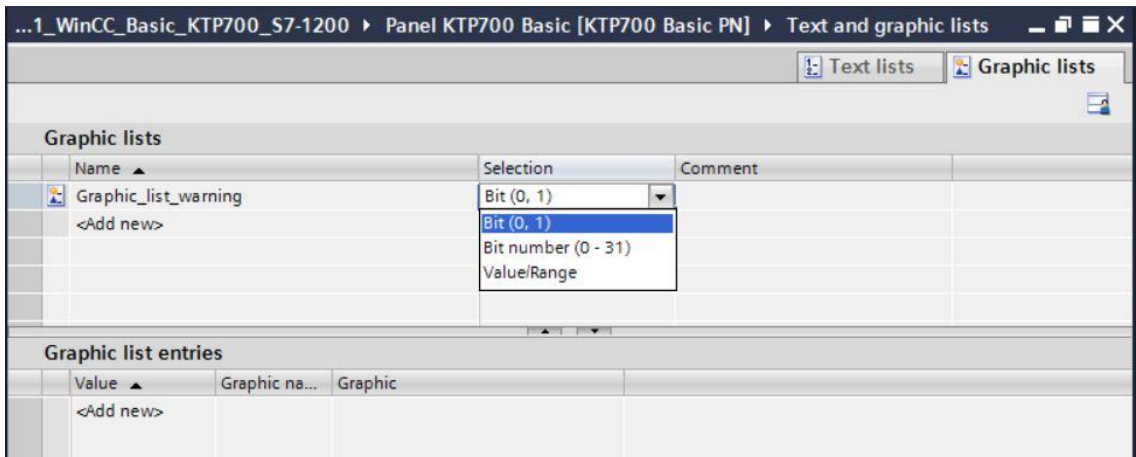 ...1_WinCC_Basic_KTP700_S7-1200 ▸ Panel KTP700 Basic [KTP700 Basic PN] ▸ Text and graphic lists
Text lists Graphic lists
Graphic lists
Name Selection Comment
Graphic_list_warning Bit (0, 1)
<Add new> Bit (0, 1)
Bit number (0 - 31)
Value/Range
Graphic list entries
Value Graphic na... Graphic
<Add new>